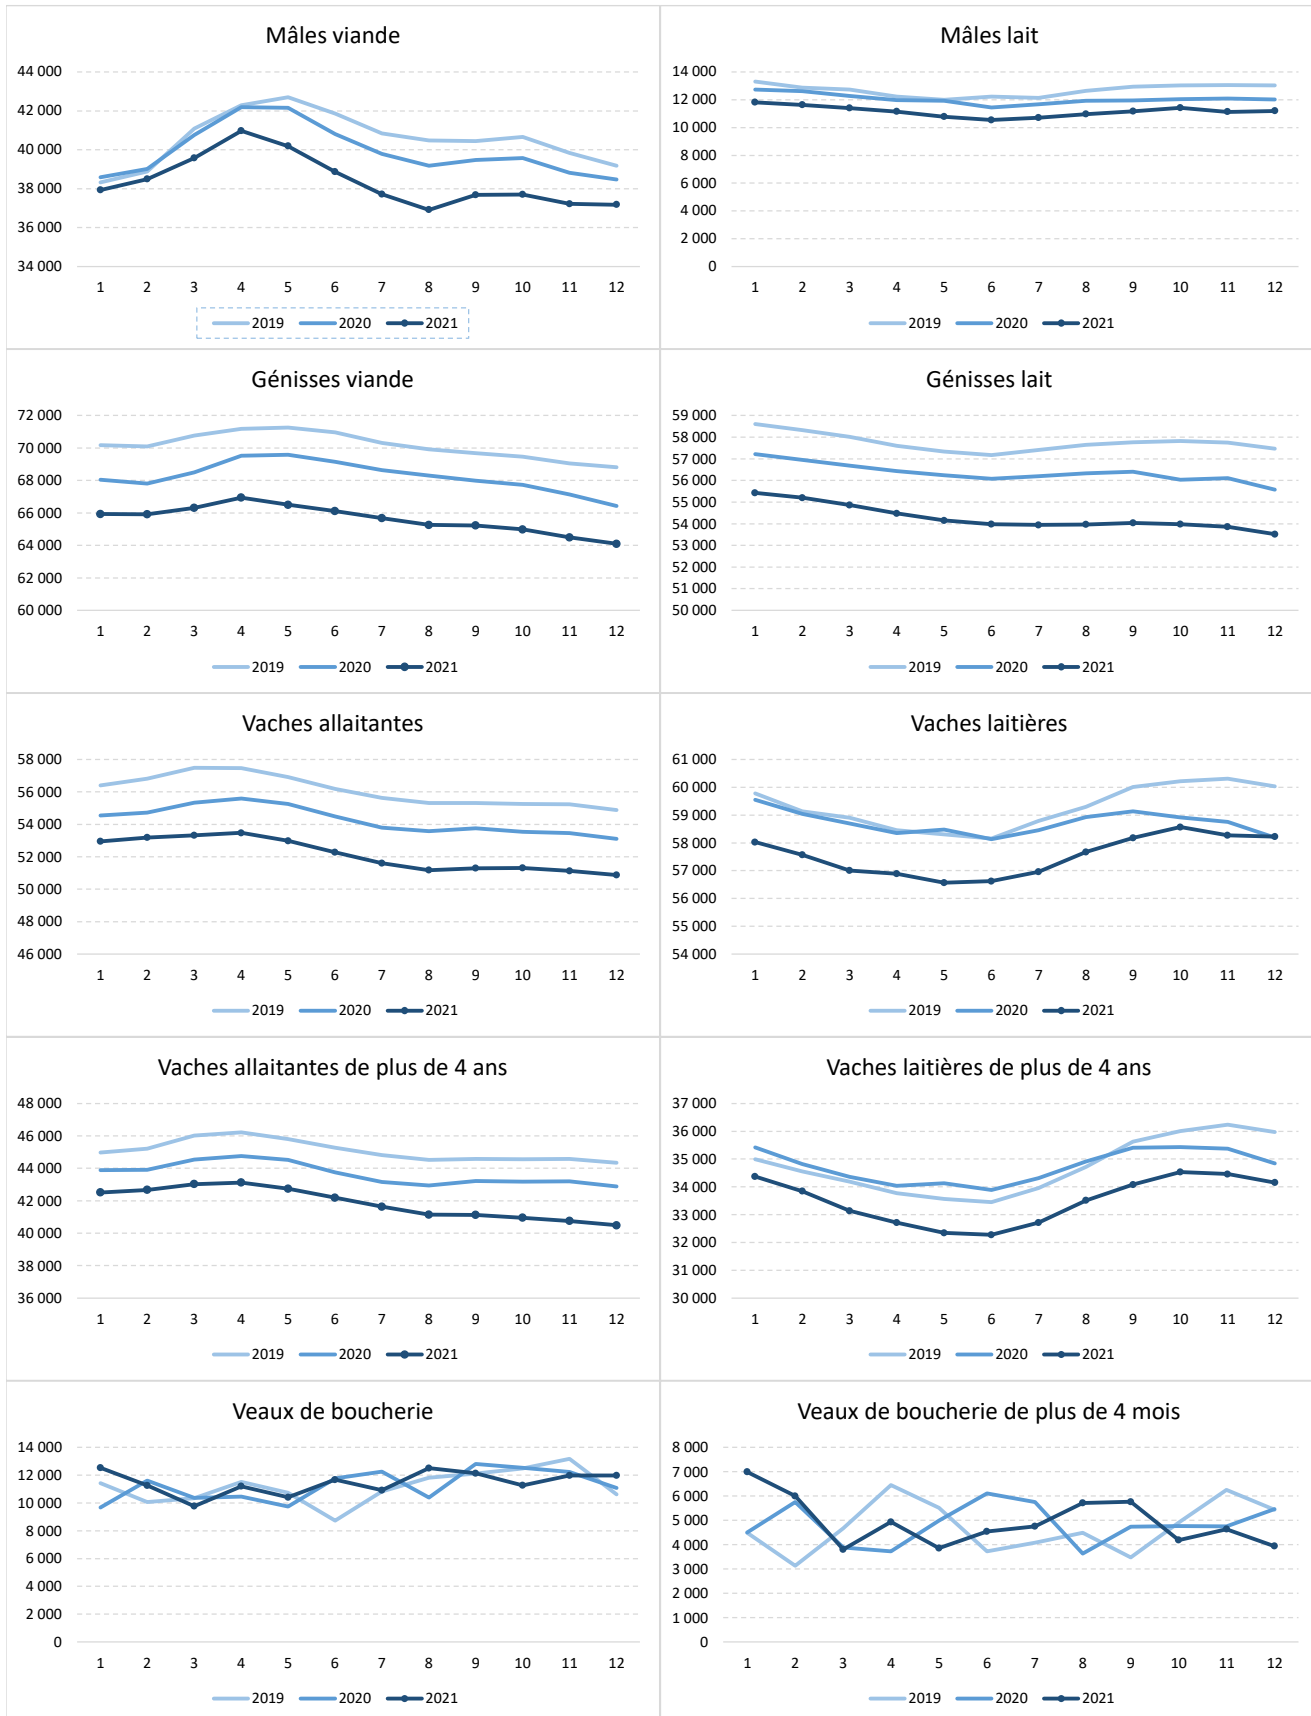 Mâles viande
44 000
42 000
40 000
38 000
36 000
34 000
1 2 3 4 5 6 7 8 9 10 11 12
2019 2020 2021
Mâles lait
14 000
12 000
10 000
8 000
6 000
4 000
2 000
0
1 2 3 4 5 6 7 8 9 10 11 12
2019 2020 2021
Génisses viande
72 000
70 000
68 000
66 000
64 000
62 000
60 000
1 2 3 4 5 6 7 8 9 10 11 12
2019 2020 2021
Génisses lait
59 000
58 000
57 000
56 000
55 000
54 000
53 000
52 000
51 000
50 000
1 2 3 4 5 6 7 8 9 10 11 12
2019 2020 2021
Vaches allaitantes
58 000
56 000
54 000
52 000
50 000
48 000
46 000
1 2 3 4 5 6 7 8 9 10 11 12
2019 2020 2021
Vaches laitières
61 000
60 000
59 000
58 000
57 000
56 000
55 000
54 000
1 2 3 4 5 6 7 8 9 10 11 12
2019 2020 2021
Vaches allaitantes de plus de 4 ans
48 000
46 000
44 000
42 000
40 000
38 000
36 000
1 2 3 4 5 6 7 8 9 10 11 12
2019 2020 2021
Vaches laitières de plus de 4 ans
37 000
36 000
35 000
34 000
33 000
32 000
31 000
30 000
1 2 3 4 5 6 7 8 9 10 11 12
2019 2020 2021
Veaux de boucherie
14 000
12 000
10 000
8 000
6 000
4 000
2 000
0
1 2 3 4 5 6 7 8 9 10 11 12
2019 2020 2021
Veaux de boucherie de plus de 4 mois
8 000
7 000
6 000
5 000
4 000
3 000
2 000
1 000
0
1 2 3 4 5 6 7 8 9 10 11 12
2019 2020 2021